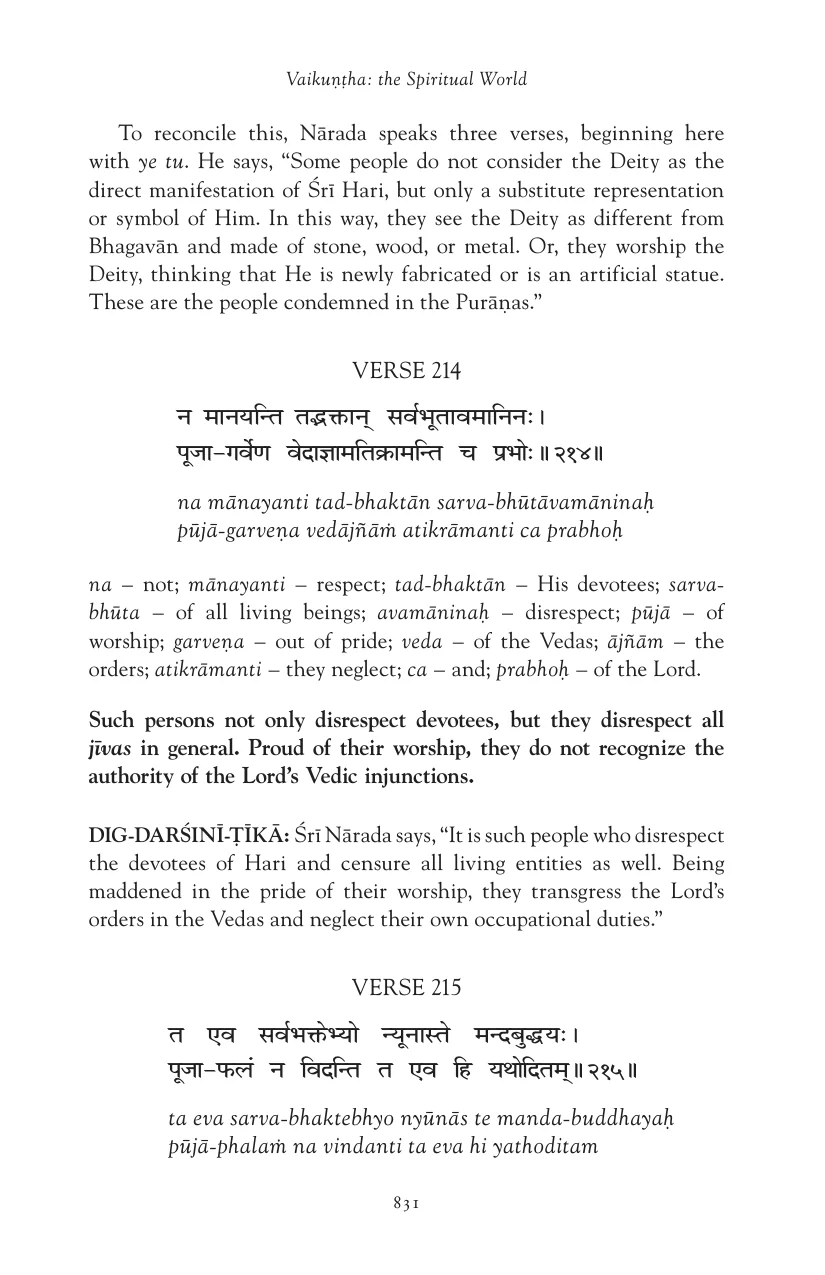 Vaikuṇṭha: the Spiritual World
To reconcile this, Nārada speaks three verses, beginning here
with ye tu. He says, “Some people do not consider the Deity as the
direct manifestation of Śrī Hari, but only a substitute representation
or symbol of Him. In this way, they see the Deity as different from
Bhagavān and made of stone, wood, or metal. Or, they worship the
Deity, thinking that He is newly fabricated or is an artificial statue.
These are the people condemned in the Purāṇas.”
VERSE 214
न मानयन्ति तद्भक्तान् सर्वभूतावमानिनः।
पूजा-गर्वेण वेदाज्ञामतिक्रामन्ति च प्रभोः॥२१४॥
na mānayanti tad-bhaktān sarva-bhūtāvamāninaḥ
pūjā-garveṇa vedājñāṁ atikrāmanti ca prabhoḥ
na – not; mānayanti – respect; tad-bhaktān – His devotees; sarva-
bhūta – of all living beings; avamāninaḥ – disrespect; pūjā – of
worship; garveṇa – out of pride; veda – of the Vedas; ājñām – the
orders; atikrāmanti – they neglect; ca – and; prabhoḥ – of the Lord.
Such persons not only disrespect devotees, but they disrespect all
jīvas in general. Proud of their worship, they do not recognize the
authority of the Lord’s Vedic injunctions.
DIG-DARŚINĪ-ṬĪKĀ: Śrī Nārada says, “It is such people who disrespect
the devotees of Hari and censure all living entities as well. Being
maddened in the pride of their worship, they transgress the Lord’s
orders in the Vedas and neglect their own occupational duties.”
VERSE 215
त एव सर्वभक्तेभ्यो न्यूनास्ते मन्दबुद्धयः।
पूजा-फलं न विदन्ति त एव हि यथोदितम्॥२१५॥
ta eva sarva-bhaktebhyo nyūnās te manda-buddhayaḥ
pūjā-phalaṁ na vindanti ta eva hi yathoditam
831